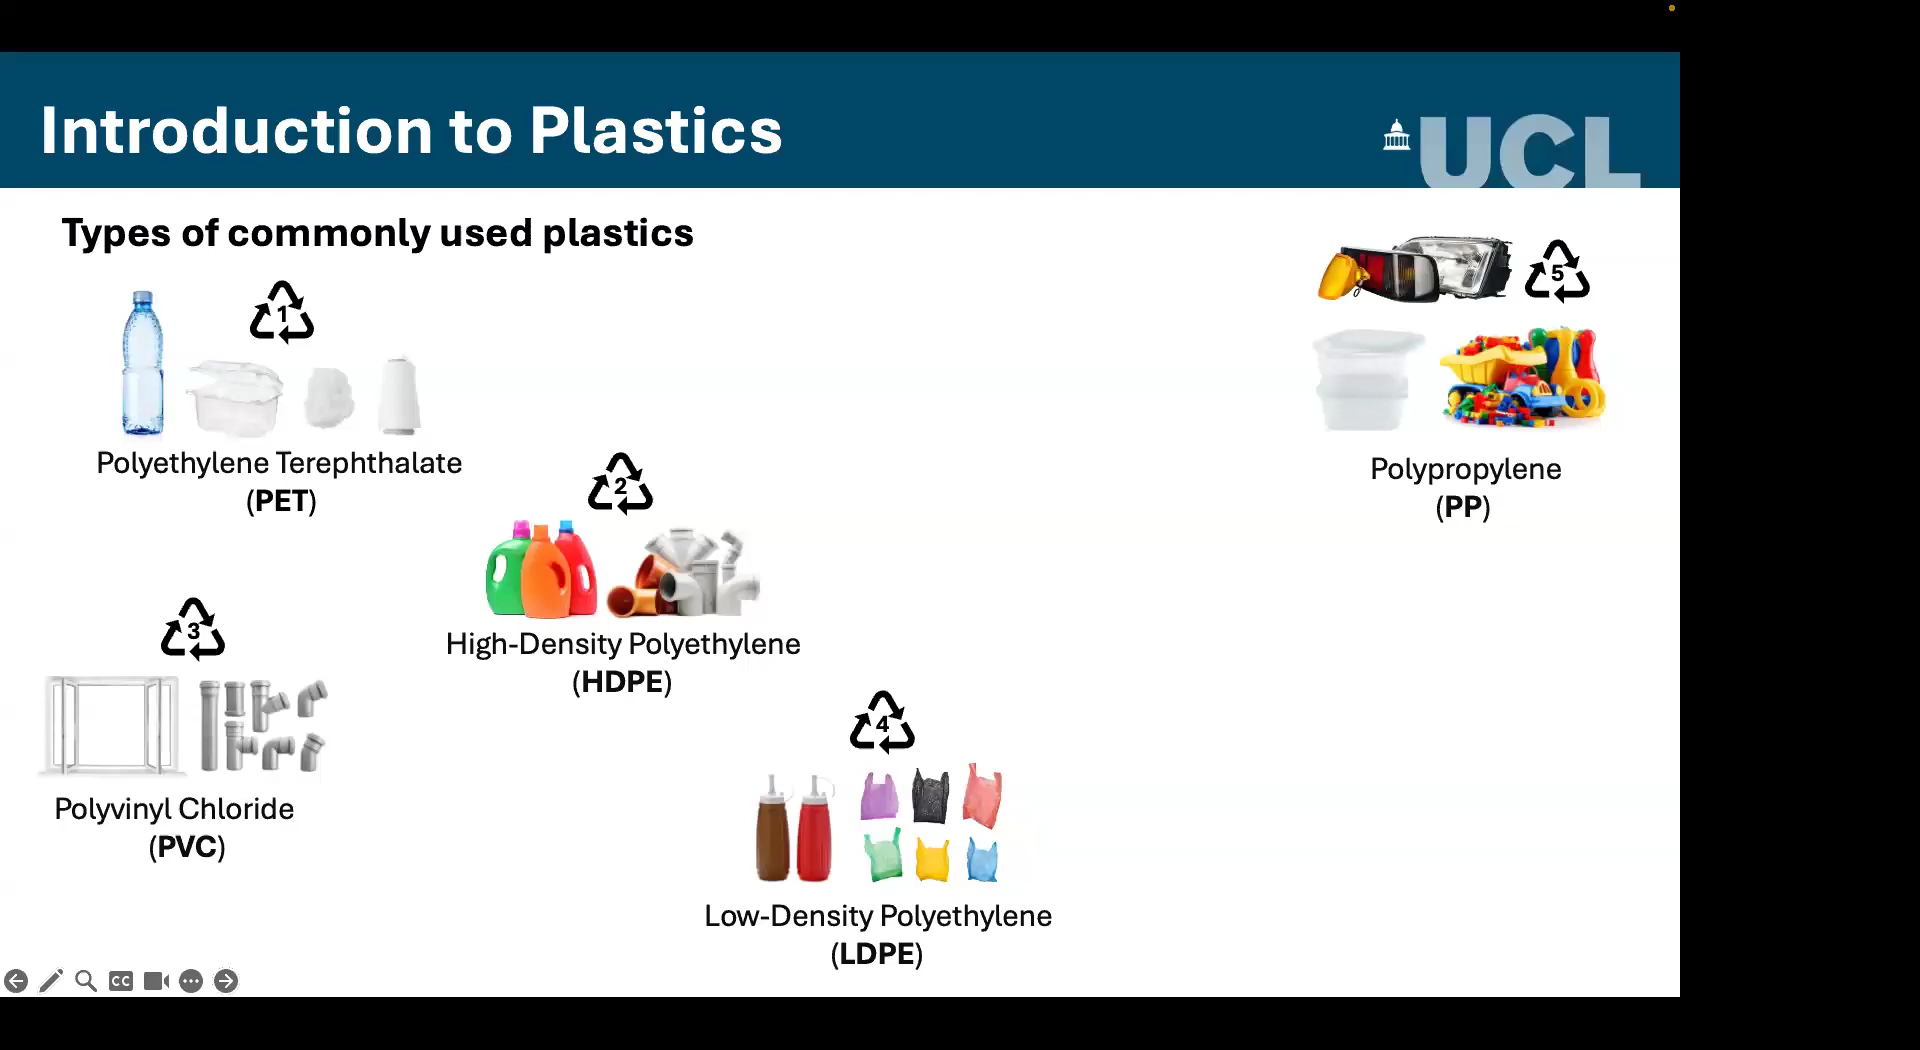 Introduction to Plastics
UCL
Types of commonly used plastics
1
Polyethylene Terephthalate
(PET)
2
High-Density Polyethylene
(HDPE)
3
Polyvinyl Chloride
(PVC)
4
Low-Density Polyethylene
(LDPE)
5
Polypropylene
(PP)
CC